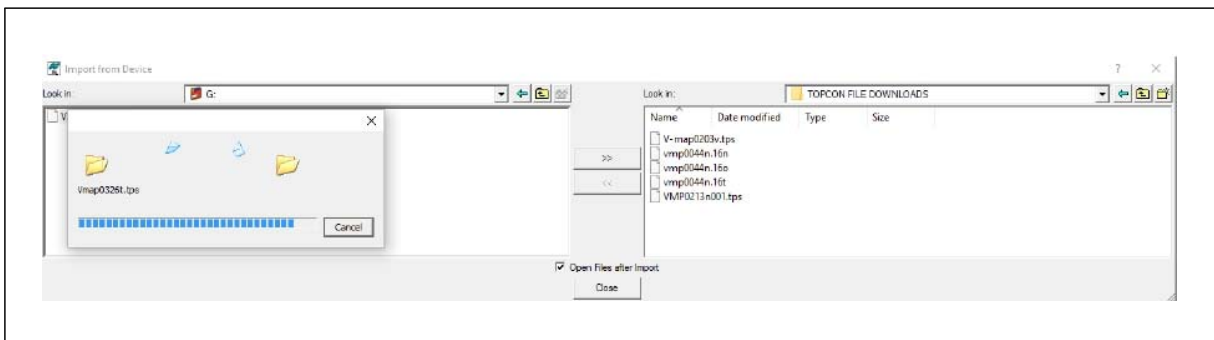 Import from Device ? ×
Look in: G: Look in: TOPCON FILE DOWNLOADS
V
Vmap0326t.tps
Cancel
>>
<<
Name Date modified Type Size
V-map0203v.tps
vmp0044n.16n
vmp0044n.16o
vmp0044n.16t
VMP0213n001.tps
Open Files after Import
Close